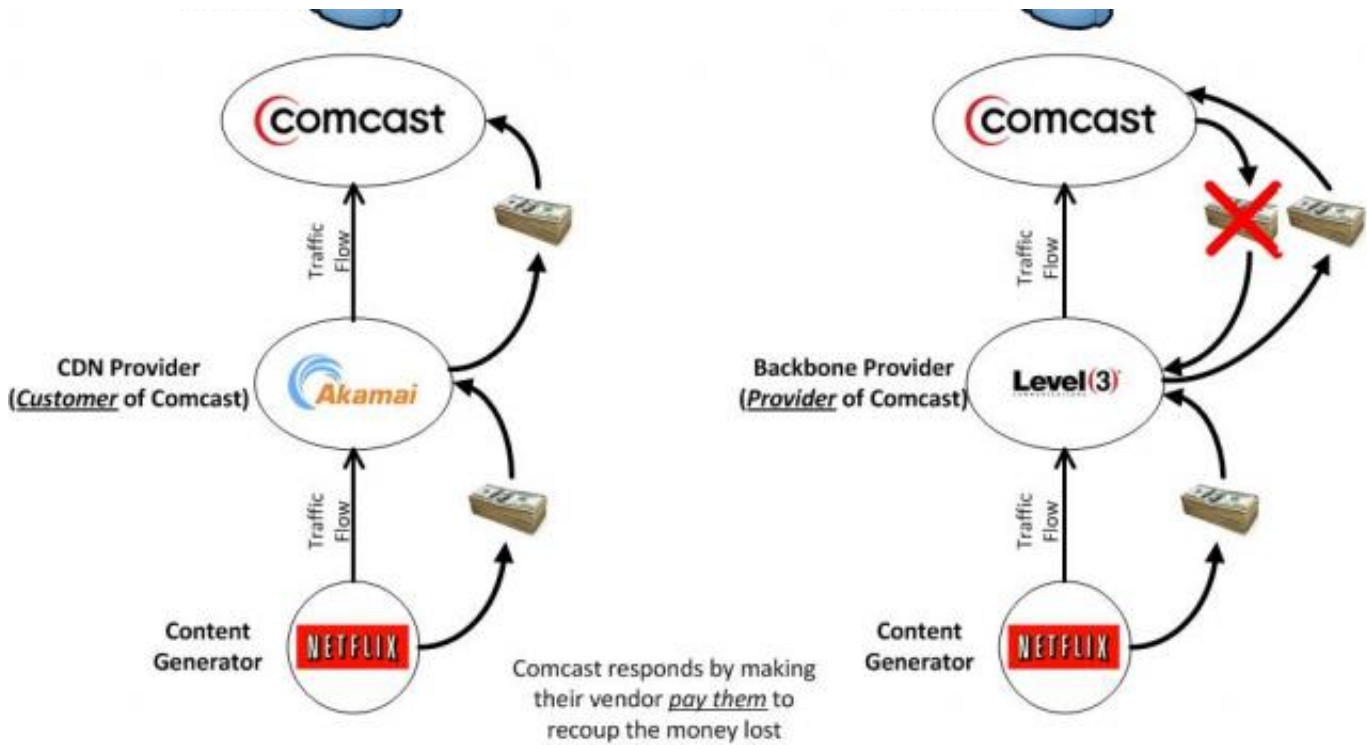 comcast
comcast
Traffic
Flow
Traffic
Flow
CDN Provider
(Customer of Comcast)
Akamai
Backbone Provider
(Provider of Comcast)
Level(3)
COMMUNICATIONS
Traffic
Flow
Traffic
Flow
Content
Generator
NETFLIX
Comcast responds by making
their vendor pay them to
recoup the money lost
Content
Generator
NETFLIX